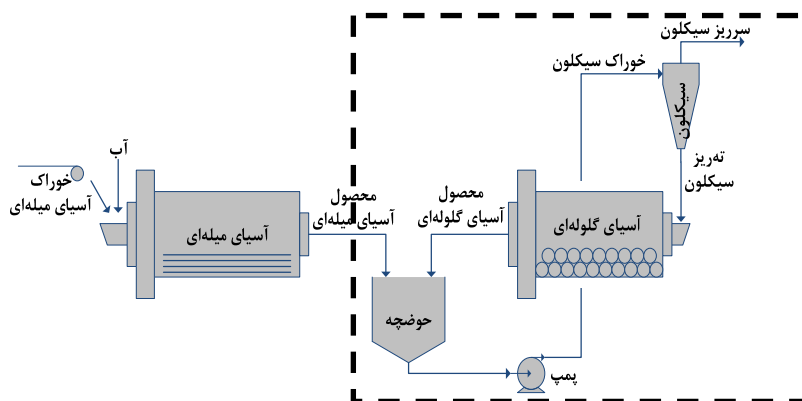 سرریز سیکلون
خوراک سیکلون
سیکلون
ته‌ریز
سیکلون
آب
خوراک
آسیای میله‌ای
آسیای میله‌ای
محصول
آسیای میله‌ای
محصول
آسیای گلوله‌ای
آسیای گلوله‌ای
حوضچه
پمپ